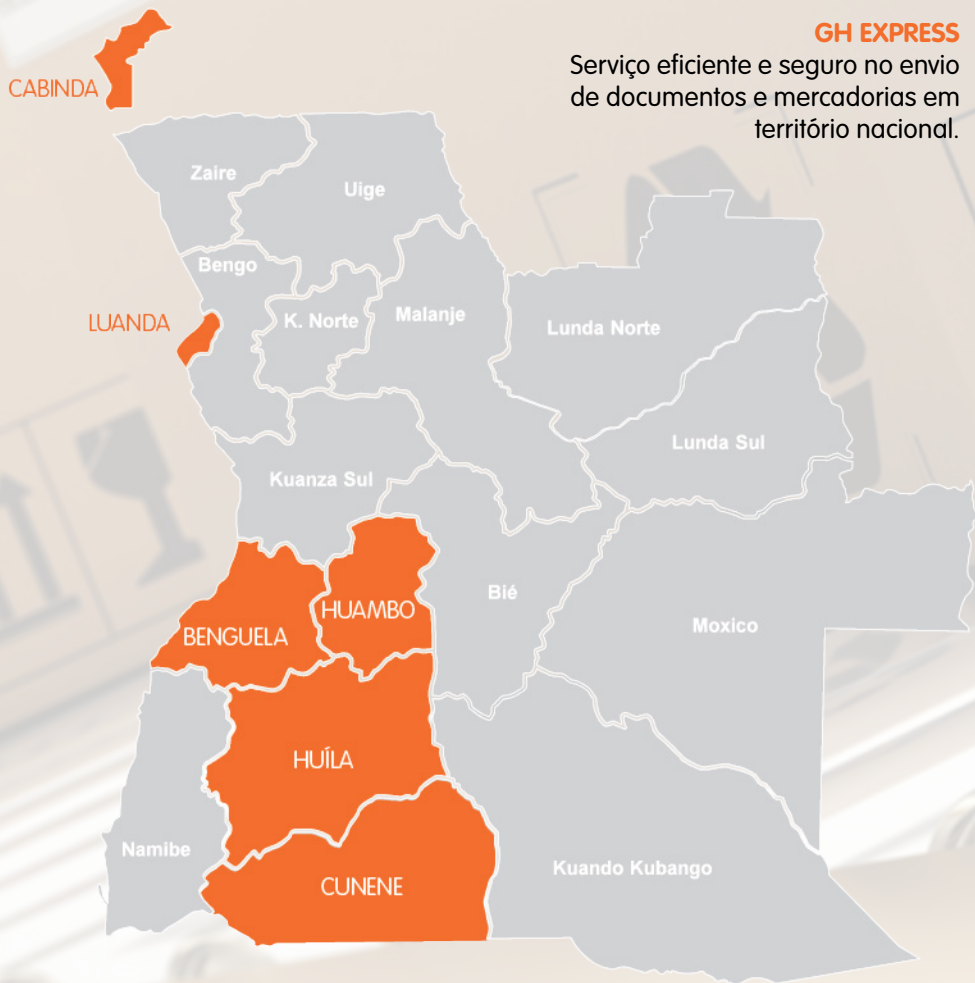 GH EXPRESS
Serviço eficiente e seguro no envio
de documentos e mercadorias em
território nacional.
CABINDA
Zaire
Uige
Bengo
LUANDA
K. Norte
Malanje
Lunda Norte
Lunda Sul
Kuanza Sul
Bié
HUAMBO
BENGUELA
Moxico
HUÍLA
Namibe
Kuando Kubango
CUNENE